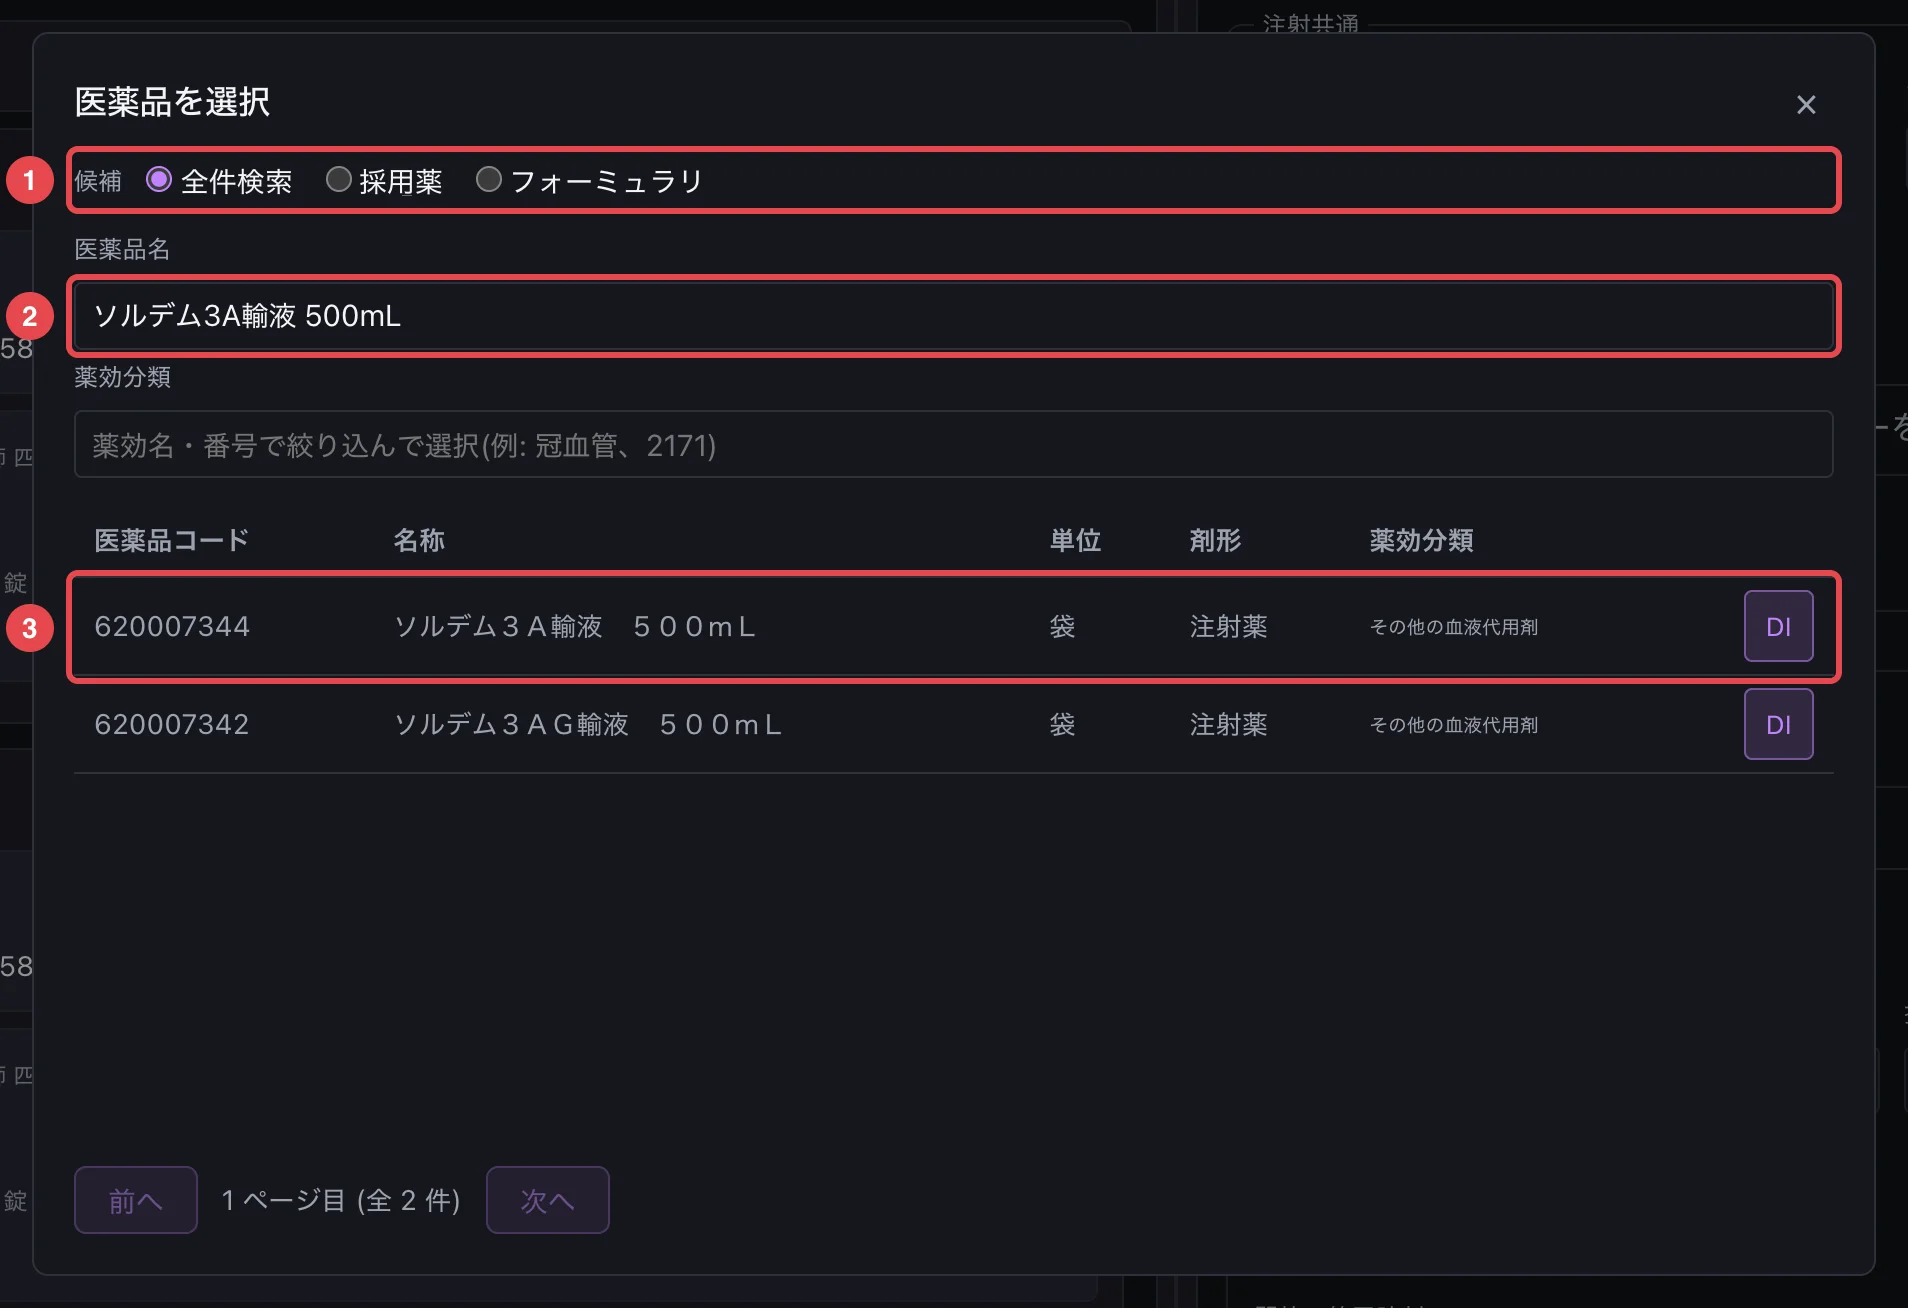 注射共通
医薬品を選択
×
1
候補 全件検索 採用薬 フォーミュラリ
医薬品名
2
ソルデム3A輸液 500mL
58
薬効分類
薬効名・番号で絞り込んで選択(例: 冠血管、2171)
ーを
匹
医薬品コード 名称 単位 剤形 薬効分類
錠
3
620007344 ソルデム３Ａ輸液　５００ｍＬ 袋 注射薬 その他の血液代用剤 DI
620007342 ソルデム３ＡＧ輸液　５００ｍＬ 袋 注射薬 その他の血液代用剤 DI
58
匹
錠
前へ 1 ページ目 (全 2 件) 次へ